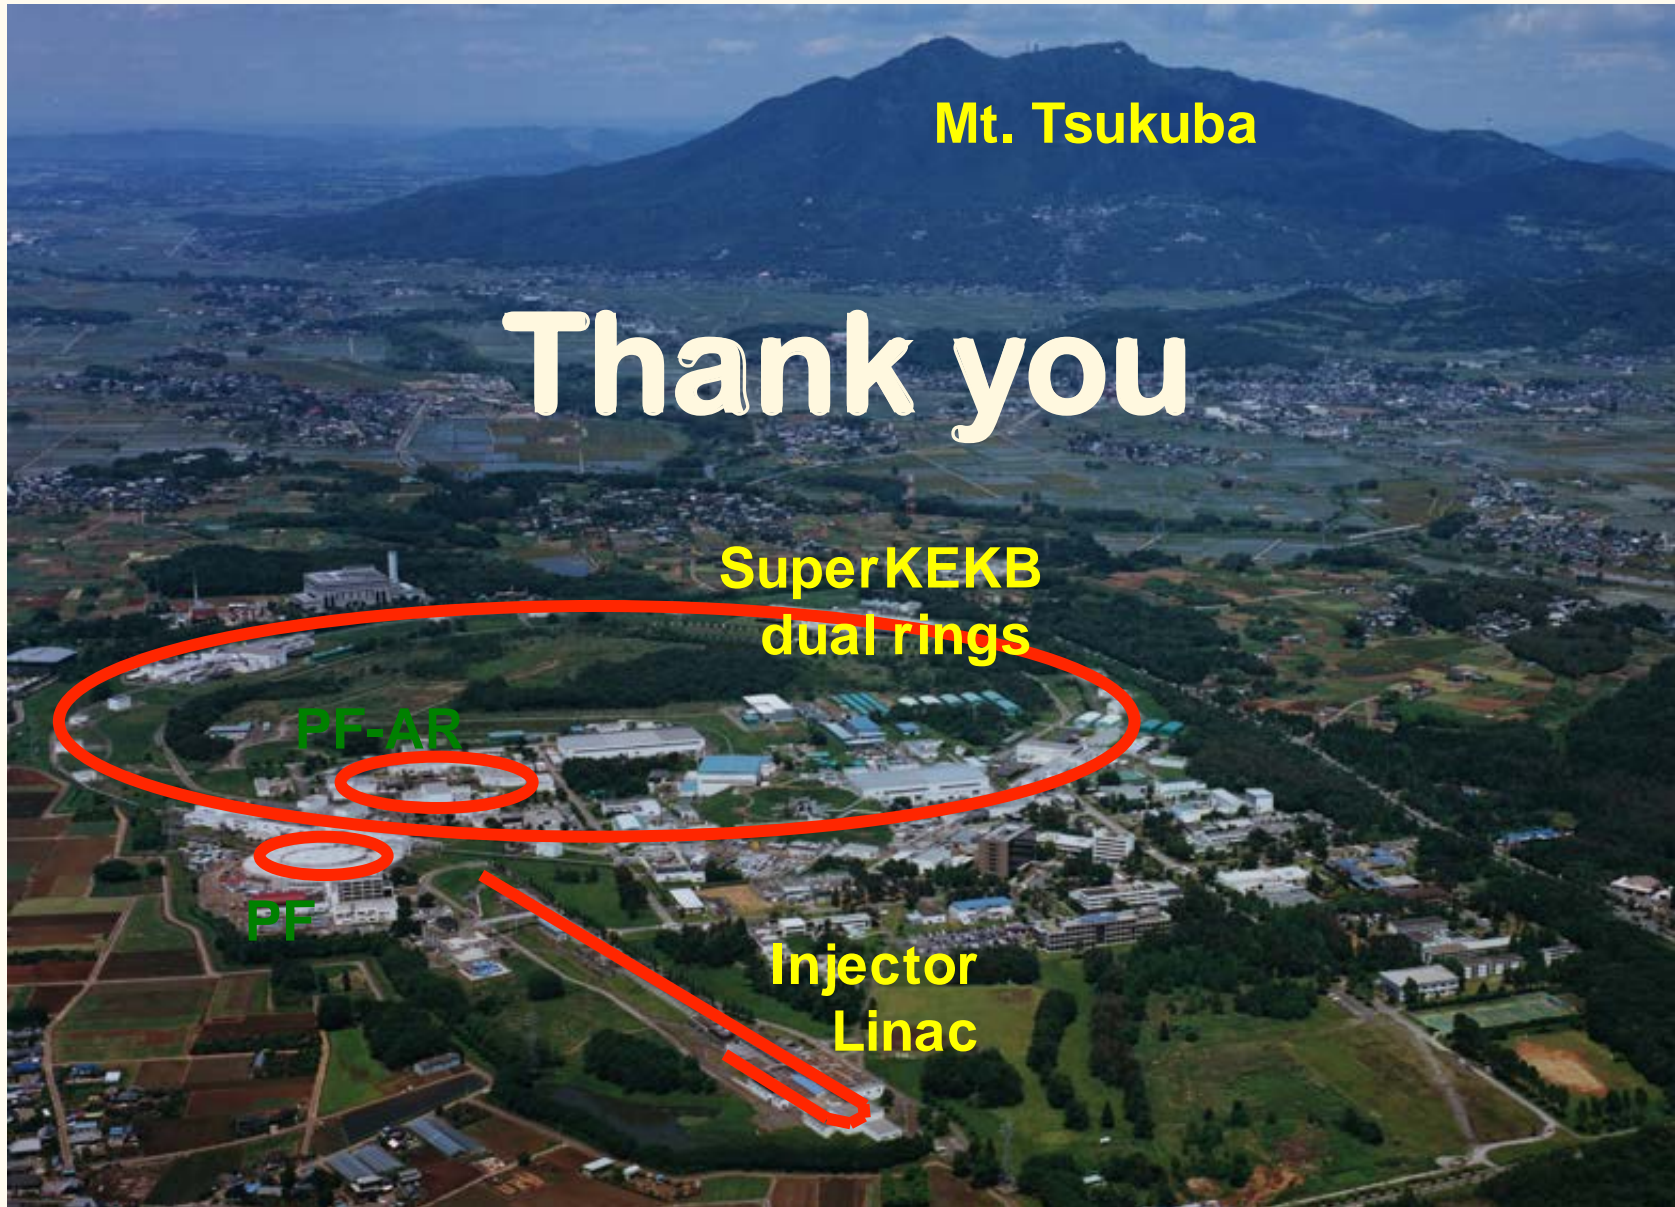 Mt. Tsukuba
Thank you
SuperKEKB
dual rings
PF-AR
PF
Injector
Linac